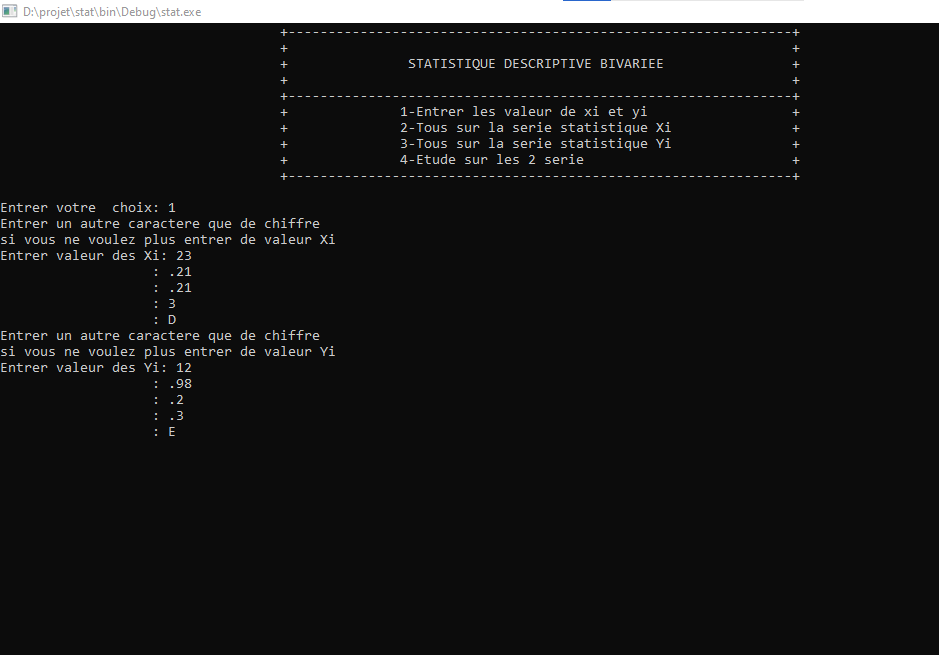 D:\projet\stat\bin\Debug\stat.exe
+---------------------------------------------------------------+
+ +
+ STATISTIQUE DESCRIPTIVE BIVARIEE +
+ +
+---------------------------------------------------------------+
+ 1-Entrer les valeur de xi et yi +
+ 2-Tous sur la serie statistique Xi +
+ 3-Tous sur la serie statistique Yi +
+ 4-Etude sur les 2 serie +
+---------------------------------------------------------------+
Entrer votre  choix: 1
Entrer un autre caractere que de chiffre
si vous ne voulez plus entrer de valeur Xi
Entrer valeur des Xi: 23
: .21
: .21
: 3
: D
Entrer un autre caractere que de chiffre
si vous ne voulez plus entrer de valeur Yi
Entrer valeur des Yi: 12
: .98
: .2
: .3
: E